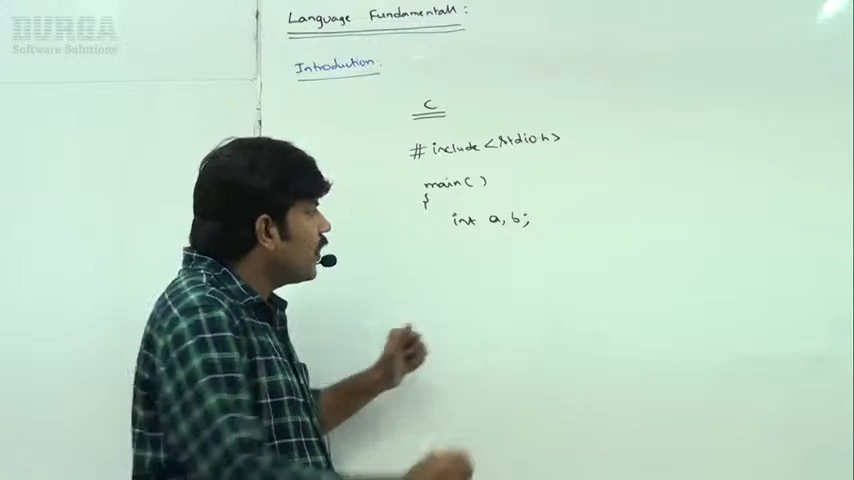 DURGA
Software Solutions
Language Fundamentals:
Introduction:
C
# include <stdio.h>
main( )
{
int a, b;